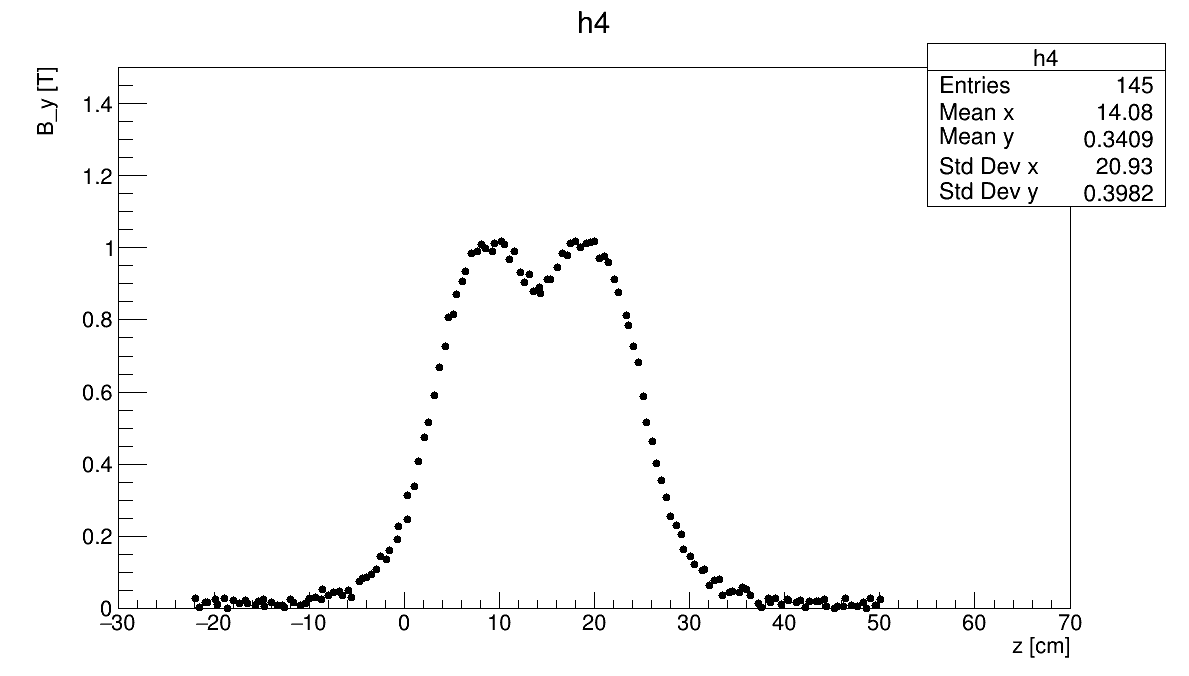 h4
h4
Entries 145
Mean x 14.08
Mean y 0.3409
Std Dev x 20.93
Std Dev y 0.3982
B_y [T]
1.4
1.2
1
0.8
0.6
0.4
0.2
0
−30 −20 −10 0 10 20 30 40 50 60 70
z [cm]